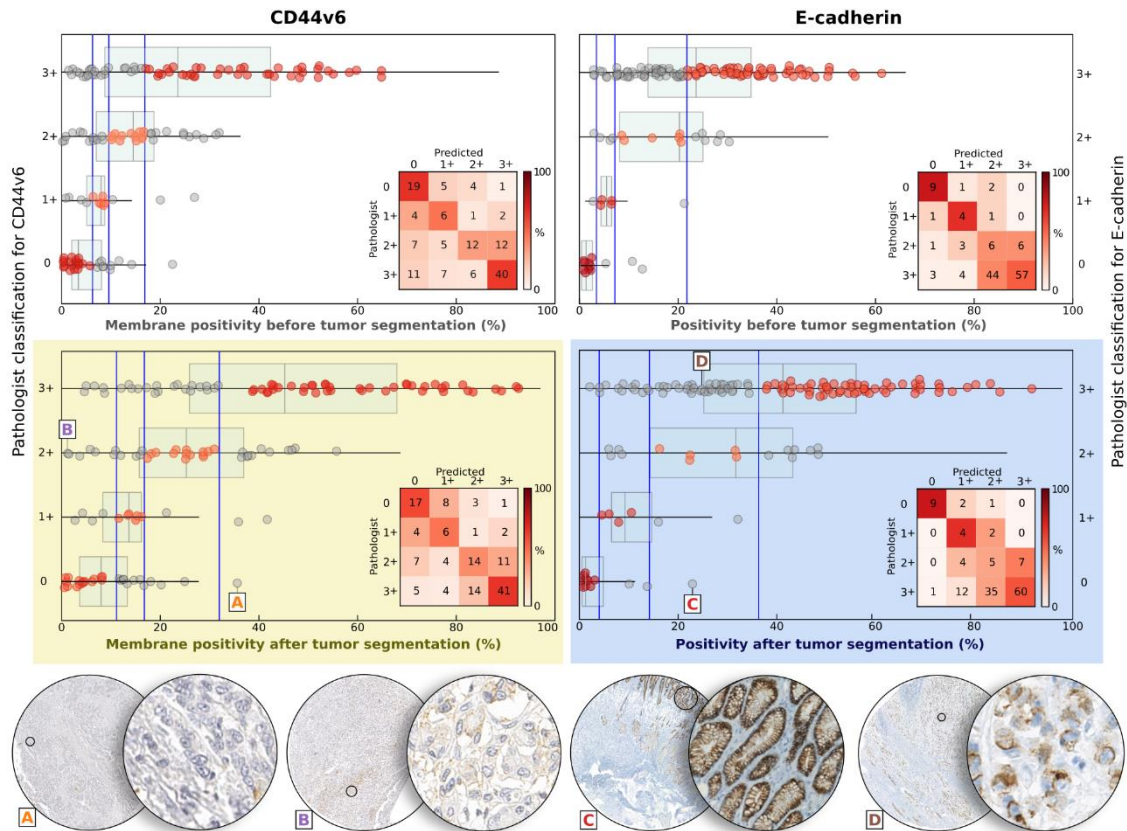 CD44v6
E-cadherin
Pathologist classification for CD44v6
3+
2+
1+
0
0 20 40 60 80 100
Membrane positivity before tumor segmentation (%)
Predicted
0 1+ 2+ 3+
Pathologist
0 19 5 4 1
1+ 4 6 1 2
2+ 7 5 12 12
3+ 11 7 6 40
100
%
0
3+
2+
1+
0
0 20 40 60 80 100
Positivity before tumor segmentation (%)
Predicted
0 1+ 2+ 3+
Pathologist
0 9 1 2 0
1+ 1 4 1 0
2+ 1 3 6 6
3+ 3 4 44 57
100
%
0
Pathologist classification for E-cadherin
3+
2+
1+
0
B
A
0 20 40 60 80 100
Membrane positivity after tumor segmentation (%)
Predicted
0 1+ 2+ 3+
Pathologist
0 17 8 3 1
1+ 4 6 1 2
2+ 7 4 14 11
3+ 5 4 14 41
100
%
0
D
C
3+
2+
1+
0
0 20 40 60 80 100
Positivity after tumor segmentation (%)
Predicted
0 1+ 2+ 3+
Pathologist
0 9 2 1 0
1+ 0 4 2 0
2+ 0 4 5 7
3+ 1 12 35 60
100
%
0
A
B
C
D